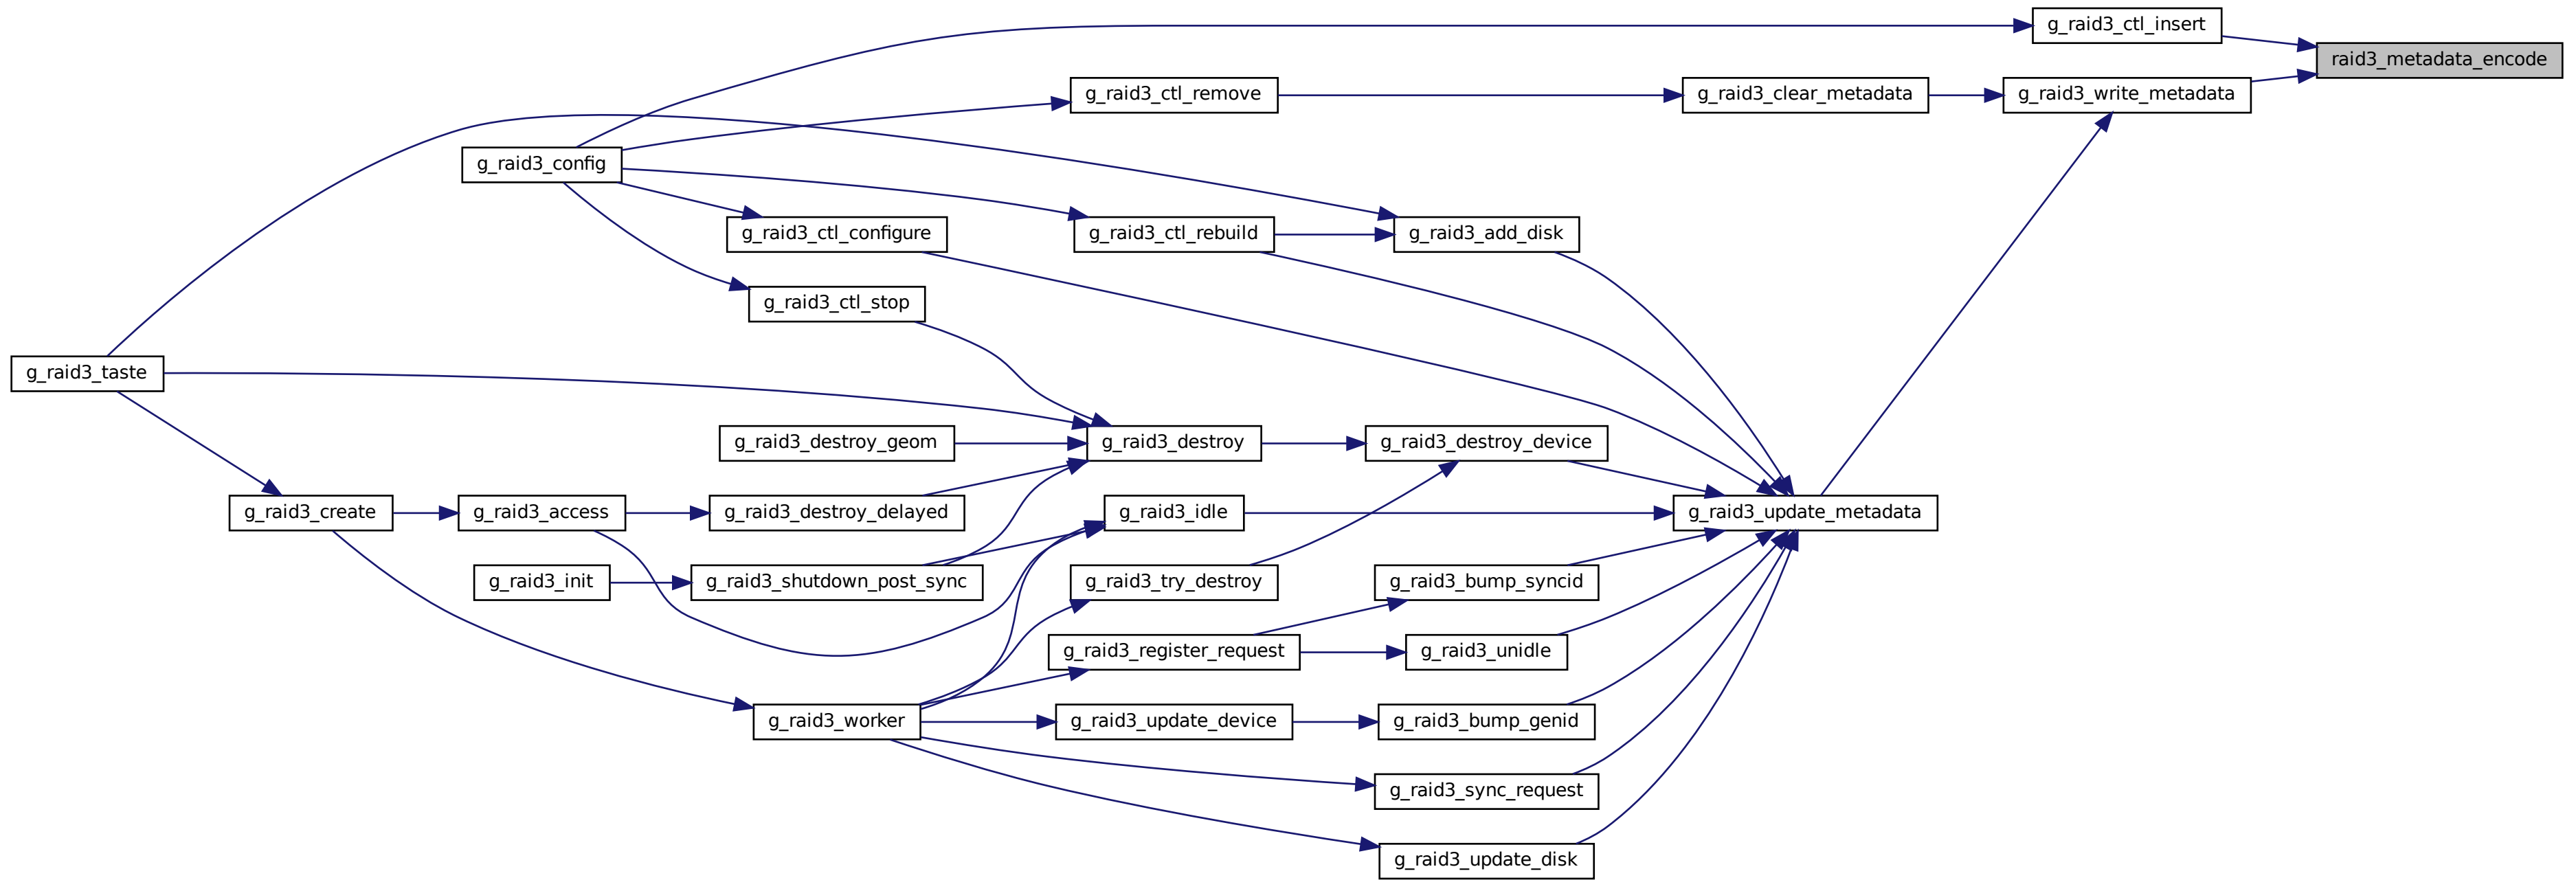 g_raid3_ctl_insert
raid3_metadata_encode
g_raid3_ctl_remove
g_raid3_clear_metadata
g_raid3_write_metadata
g_raid3_config
g_raid3_ctl_configure
g_raid3_ctl_rebuild
g_raid3_add_disk
g_raid3_ctl_stop
g_raid3_taste
g_raid3_destroy_geom
g_raid3_destroy
g_raid3_destroy_device
g_raid3_create
g_raid3_access
g_raid3_destroy_delayed
g_raid3_idle
g_raid3_update_metadata
g_raid3_init
g_raid3_shutdown_post_sync
g_raid3_try_destroy
g_raid3_bump_syncid
g_raid3_register_request
g_raid3_unidle
g_raid3_worker
g_raid3_update_device
g_raid3_bump_genid
g_raid3_sync_request
g_raid3_update_disk